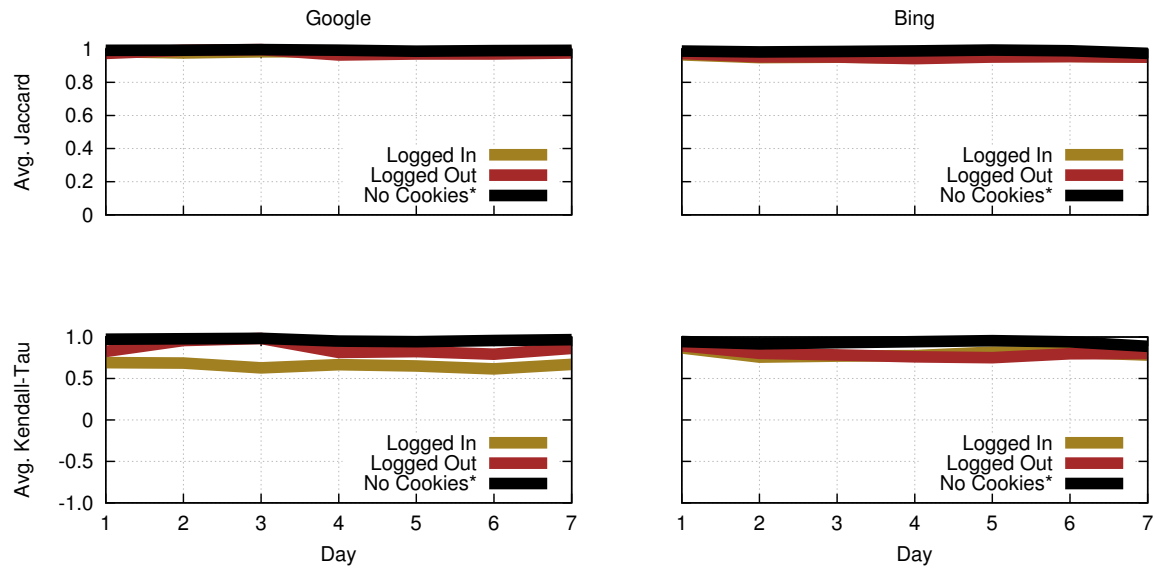 Google
Bing
Avg. Jaccard
1
0.8
0.6
0.4
0.2
0
Logged In
Logged Out
No Cookies*
Logged In
Logged Out
No Cookies*
Avg. Kendall-Tau
1.0
0.5
0
-0.5
-1.0
Logged In
Logged Out
No Cookies*
1 2 3 4 5 6 7
Day
Logged In
Logged Out
No Cookies*
1 2 3 4 5 6 7
Day